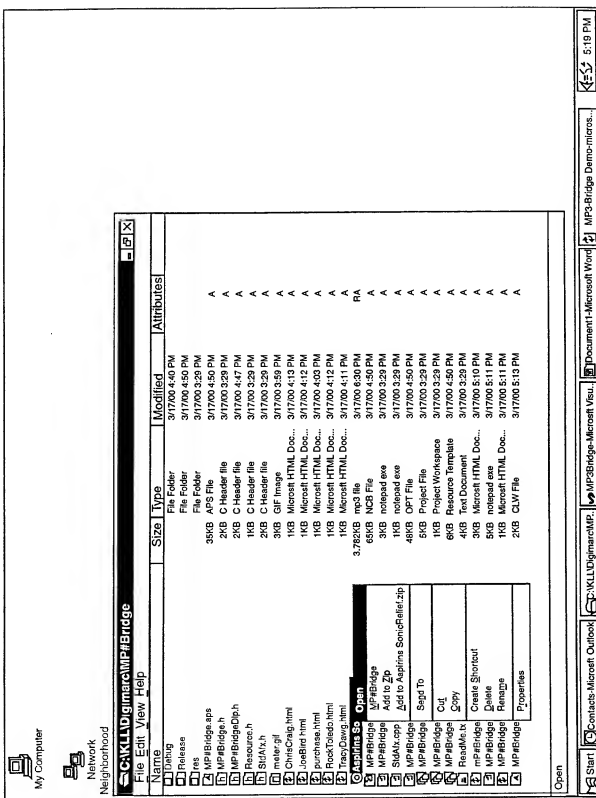 My Computer
Network
Neighborhood
C:\KLL\Digimarc\MP#Bridge
File Edit View Help
Name Size Type Modified Attributes
Debug File Folder 3/17/00 4:40 PM
Release File Folder 3/17/00 4:50 PM
res File Folder 3/17/00 3:29 PM
MP#Bridge.aps 35KB APS File 3/17/00 4:50 PM A
MP#Bridge.h 2KB C Header file 3/17/00 3:29 PM A
MP#BridgeDlp.h 2KB C Header file 3/17/00 4:47 PM A
Resource.h 1KB C Header file 3/17/00 3:29 PM A
StdAfx.h 2KB C Header file 3/17/00 3:29 PM A
meter.gif 3KB GIF Image 3/17/00 3:59 PM A
ChrisCraig.html 1KB Microsft HTML Doc... 3/17/00 4:13 PM A
JoeBird html 1KB Microsft HTML Doc... 3/17/00 4:12 PM A
purchase.html 1KB Microsft HTML Doc... 3/17/00 4:03 PM A
RockToledo.html 1KB Microsft HTML Doc... 3/17/00 4:12 PM A
TracyDawg.html 1KB Microsft HTML Doc... 3/17/00 4:11 PM A
Aspirins So Open 3,782KB mp3 file 3/17/00 6:30 PM RA
MP#Bridge MP#Bridge 65KB NCB File 3/17/00 4:50 PM A
MP#Bridge Add to Zip 3KB notepad exe 3/17/00 3:29 PM A
StdAfx.cpp Add to Aspirins SonicRelief.zip 1KB notepad exe 3/17/00 3:29 PM A
MP#Bridge 48KB OPT File 3/17/00 4:50 PM A
MP#Bridge Send To 5KB Project File 3/17/00 3:29 PM A
MP#Bridge Cut 1KB Project Workspace 3/17/00 3:29 PM A
MP#Bridge Copy 6KB Resource Template 3/17/00 4:50 PM A
ReadMe.tx 4KB Text Document 3/17/00 3:29 PM A
MP#Bridge Create Shortcut 3KB Microsft HTML Doc... 3/17/00 5:10 PM A
MP#Bridge Delete 5KB notepad exe 3/17/00 5:11 PM A
MP#Bridge Rename 1KB Microsft HTML Doc... 3/17/00 5:11 PM A
MP#Bridge Properties 2KB CLW File 3/17/00 5:13 PM A
Open
Start Contacts-Microsft Outlook C:\KLL\Digimarc\MP.. MP3Bridge-Microsft Visu.. Document1-Microsoft Word MP3-Bridge Demo-micros... 5:19 PM